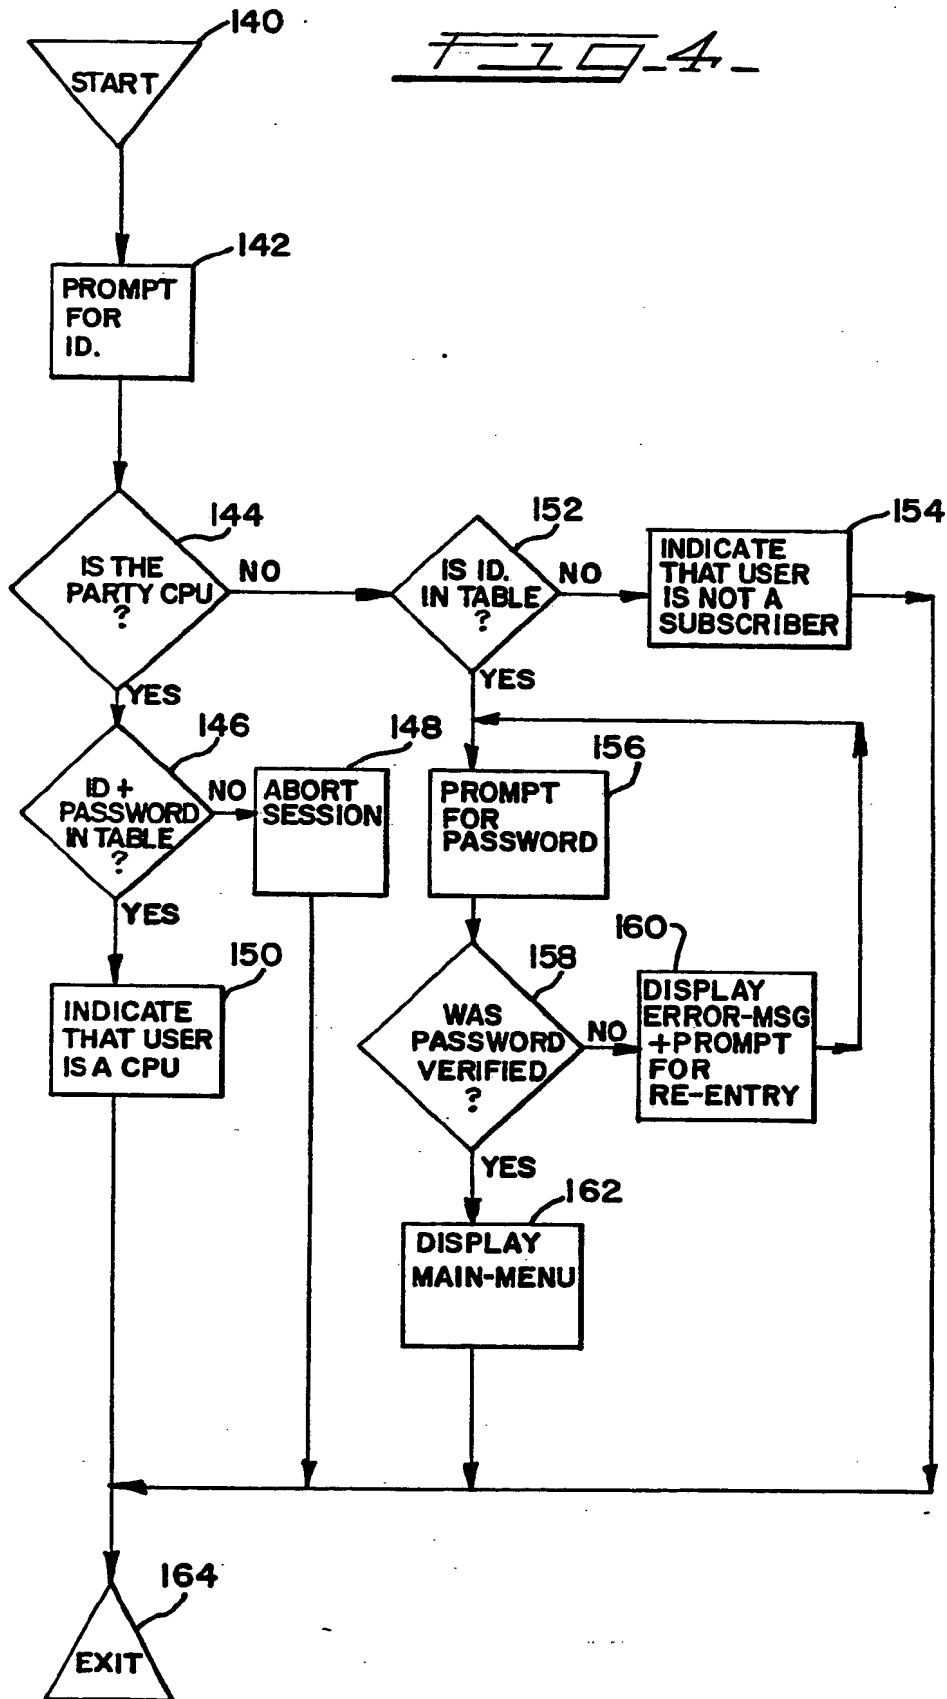 140
Fig. 4.
START
142
PROMPT
FOR
ID.
144
IS THE
PARTY CPU
?
NO
YES
152
IS ID.
IN TABLE
?
NO
YES
154
INDICATE
THAT USER
IS NOT A
SUBSCRIBER
146
ID +
PASSWORD
IN TABLE
?
NO
YES
148
ABORT
SESSION
156
PROMPT
FOR
PASSWORD
150
INDICATE
THAT USER
IS A CPU
158
WAS
PASSWORD
VERIFIED
?
NO
YES
160
DISPLAY
ERROR-MSG
+PROMPT
FOR
RE-ENTRY
162
DISPLAY
MAIN-MENU
164
EXIT